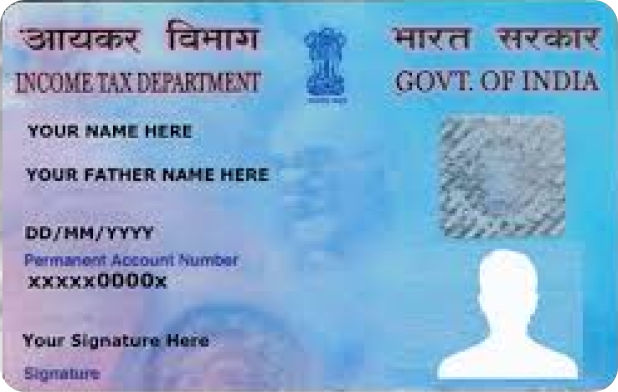 आयकर विभाग भारत सरकार
INCOME TAX DEPARTMENT GOVT. OF INDIA
YOUR NAME HERE
YOUR FATHER NAME HERE
DD/MM/YYYY
Permanent Account Number
xxxxx0000x
Your Signature Here
Signature